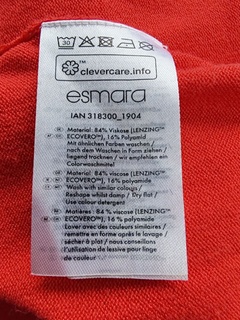 30
clevercare.info
esmara
IAN 318300_1904
Material: 84% Viskose (LENZING™
ECOVERO™), 16% Polyamid
Mit ähnlichen Farben waschen /
nach dem Waschen in Form ziehen /
liegend trocknen / wir empfehlen ein
Colorwaschmittel
Material: 84% viscose (LENZING™
ECOVERO™), 16% polyamide
Wash with similar colours /
Reshape whilst damp / Dry flat /
Use colour detergent
Matières: 84 % viscose (LENZING™
ECOVERO™), 16 % polyamide
Laver avec des couleurs similaires /
remettre en forme après le lavage /
sécher à plat / nous conseillons
l'utilisation de lessive pour linge
de couleur